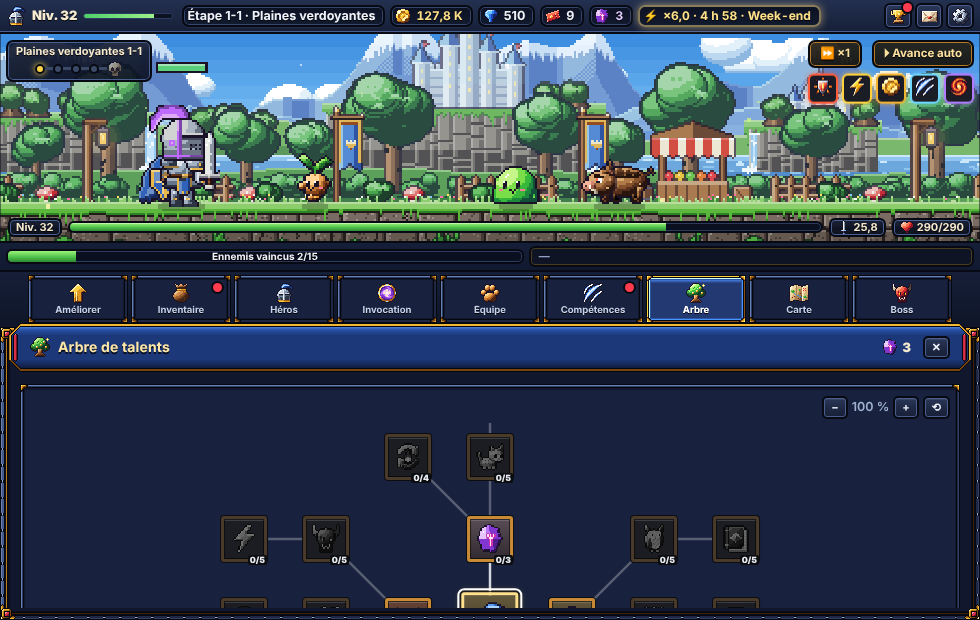 Niv. 32
Étape 1-1 · Plaines verdoyantes
127,8 K
510
9
3
×6,0 · 4 h 58 · Week-end
Plaines verdoyantes 1-1
×1
Avance auto
Niv. 32
25,8
290/290
Ennemis vaincus 2/15
—
Améliorer
Inventaire
Héros
Invocation
Equipe
Compétences
Arbre
Carte
Boss
Arbre de talents
3
×
− 100 % +
0/4
0/5
0/5
0/5
0/3
0/5
0/5